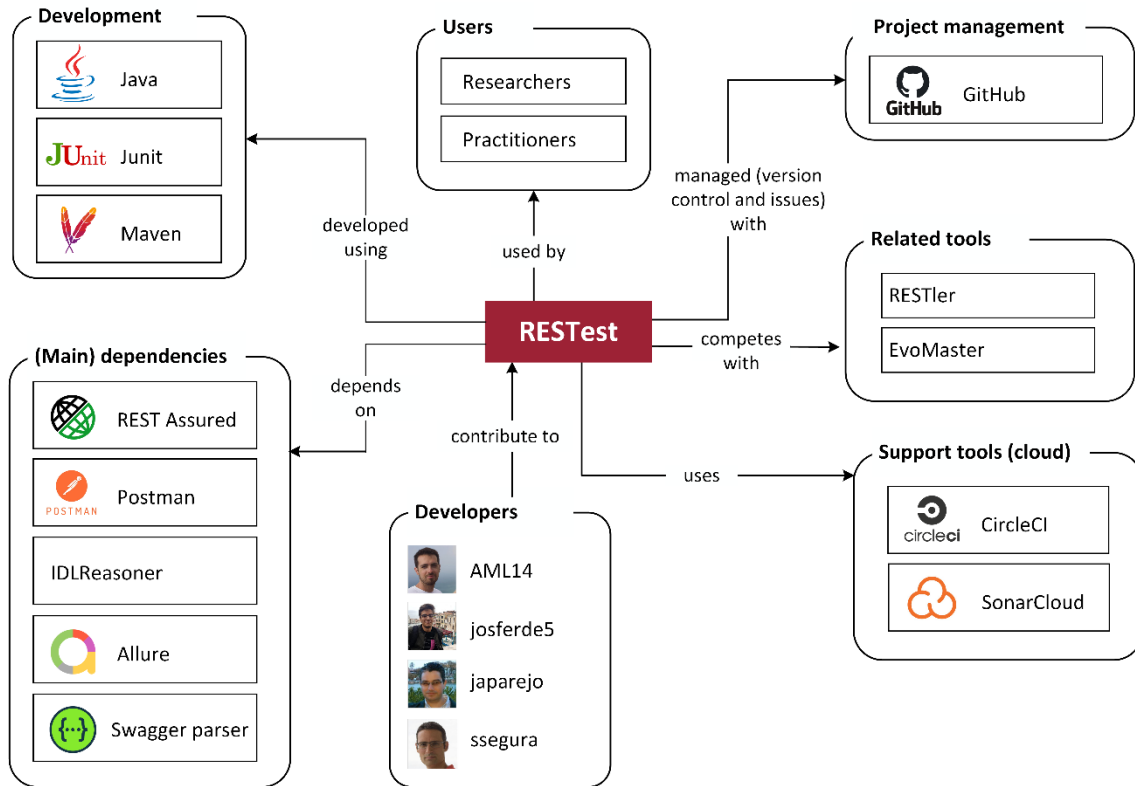 Development
Java
JUnit
Junit
Maven
Users
Researchers
Practitioners
Project management
GitHub
GitHub
developed
using
used by
managed (version
control and issues)
with
Related tools
RESTler
EvoMaster
RESTest
competes
with
(Main) dependencies
REST Assured
POSTMAN
Postman
IDLReasoner
Allure
Swagger parser
depends
on
contribute to
uses
Developers
AML14
josferde5
japarejo
ssegura
Support tools (cloud)
circleci
CircleCI
SonarCloud